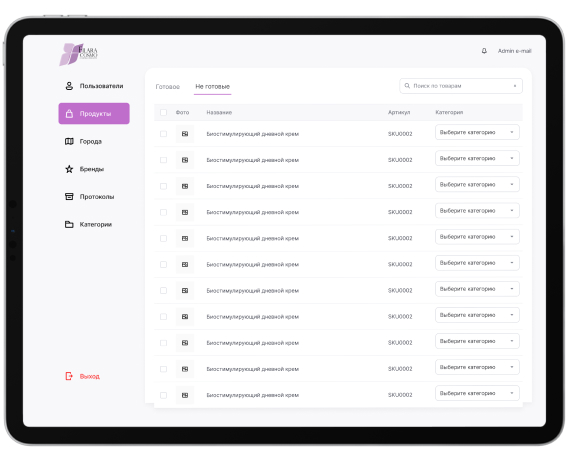 FILARA
COSMO
Admin e-mail
Пользователи
Продукты
Города
Бренды
Протоколы
Категории
Выход
Готовое Не готовые
Поиск по товарам
Фото Название Артикул Категория
Биостимулирующий дневной крем SKU0002 Выберите категорию
Биостимулирующий дневной крем SKU0002 Выберите категорию
Биостимулирующий дневной крем SKU0002 Выберите категорию
Биостимулирующий дневной крем SKU0002 Выберите категорию
Биостимулирующий дневной крем SKU0002 Выберите категорию
Биостимулирующий дневной крем SKU0002 Выберите категорию
Биостимулирующий дневной крем SKU0002 Выберите категорию
Биостимулирующий дневной крем SKU0002 Выберите категорию
Биостимулирующий дневной крем SKU0002 Выберите категорию
Биостимулирующий дневной крем SKU0002 Выберите категорию
Биостимулирующий дневной крем SKU0002 Выберите категорию